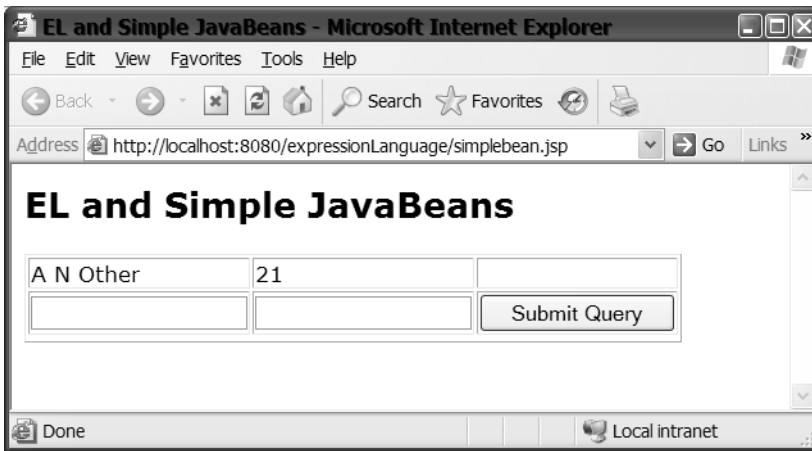 EL and Simple JavaBeans - Microsoft Internet Explorer
File Edit View Favorites Tools Help
Back Search Favorites
Address http://localhost:8080/expressionLanguage/simplebean.jsp Go Links »
EL and Simple JavaBeans
A N Other 21
Submit Query
Done Local intranet